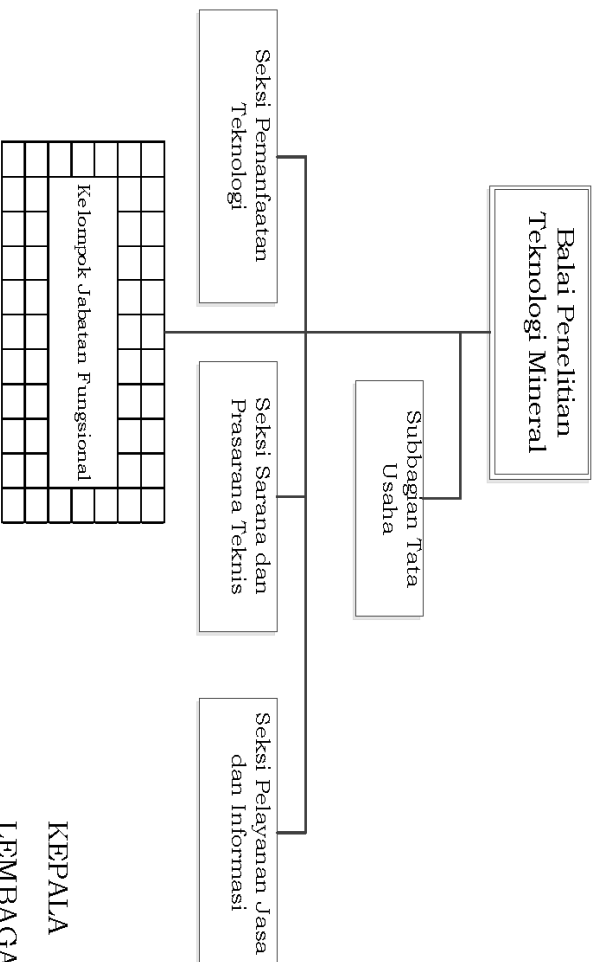 Balai Penelitian
Teknologi Mineral
Subbagian Tata
Usaha
Seksi Pemanfaatan
Teknologi
Seksi Sarana dan
Prasarana Teknis
Seksi Pelayanan Jasa
dan Informasi
Kelompok Jabatan Fungsional
KEPALA
LEMBAGA